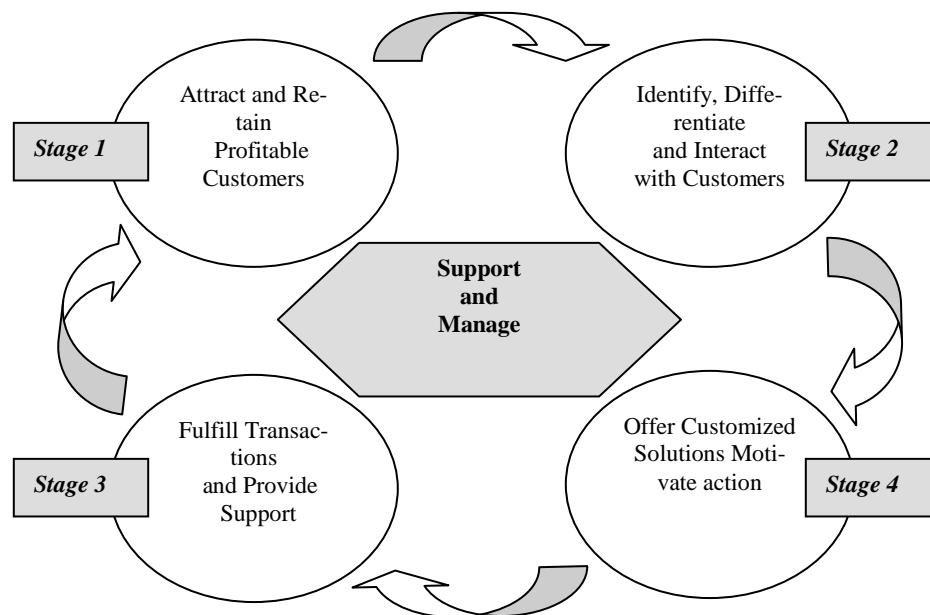 Attract and Re-
tain
Profitable
Customers
Stage 1
Identify, Diffe-
rentiate
and Interact
with Customers
Stage 2
Support
and
Manage
Fulfill Transac-
tions
and Provide
Support
Stage 3
Offer Customized
Solutions Moti-
vate action
Stage 4